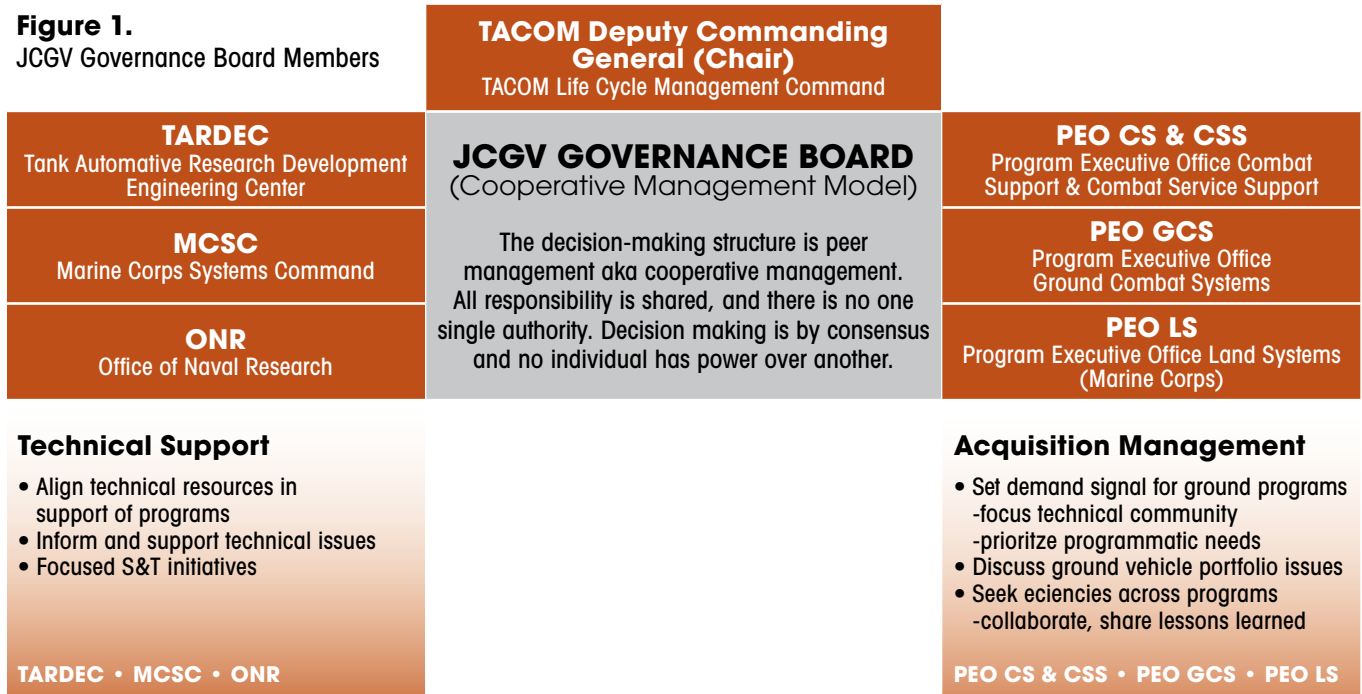 Figure 1.
JCGV Governance Board Members
TACOM Deputy Commanding
General (Chair)
TACOM Life Cycle Management Command
TARDEC
Tank Automative Research Development
Engineering Center
MCSC
Marine Corps Systems Command
ONR
Office of Naval Research
JCGV GOVERNANCE BOARD
(Cooperative Management Model)
The decision-making structure is peer
management aka cooperative management.
All responsibility is shared, and there is no one
single authority. Decision making is by consensus
and no individual has power over another.
PEO CS & CSS
Program Executive Office Combat
Support & Combat Service Support
PEO GCS
Program Executive Office
Ground Combat Systems
PEO LS
Program Executive Office Land Systems
(Marine Corps)
Technical Support
• Align technical resources in
support of programs
• Inform and support technical issues
• Focused S&T initiatives
TARDEC • MCSC • ONR
Acquisition Management
• Set demand signal for ground programs
-focus technical community
-prioritze programmatic needs
• Discuss ground vehicle portfolio issues
• Seek eciencies across programs
-collaborate, share lessons learned
PEO CS & CSS • PEO GCS • PEO LS